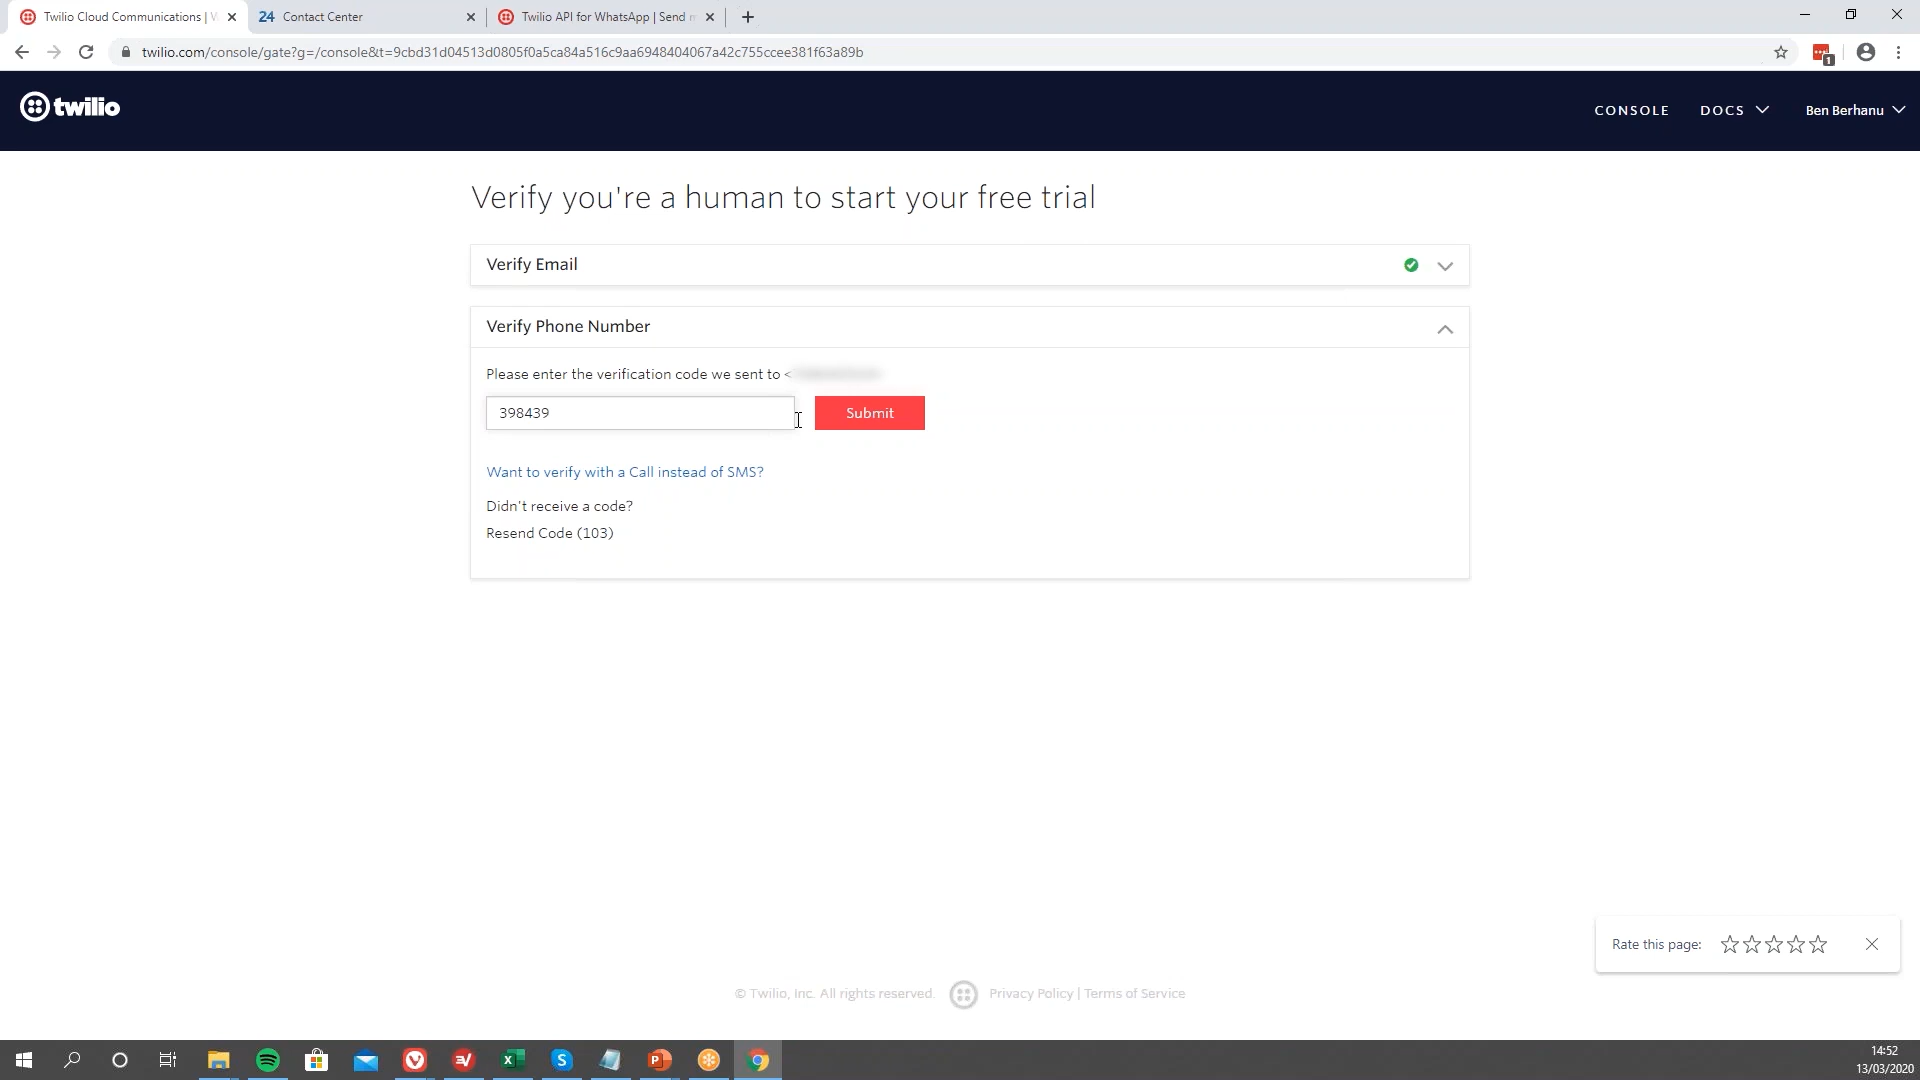 Twilio Cloud Communications | W
24 Contact Center
Twilio API for WhatsApp | Send m
twilio.com/console/gate?g=/console&t=9cbd31d04513d0805f0a5ca84a516c9aa6948404067a42c755ccee381f63a89b
1
twilio
CONSOLE
DOCS
Ben Berhanu
Verify you're a human to start your free trial
Verify Email
Verify Phone Number
Please enter the verification code we sent to <
398439
Submit
Want to verify with a Call instead of SMS?
Didn't receive a code?
Resend Code (103)
Rate this page:
© Twilio, Inc. All rights reserved.
Privacy Policy | Terms of Service
14:52
13/03/2020